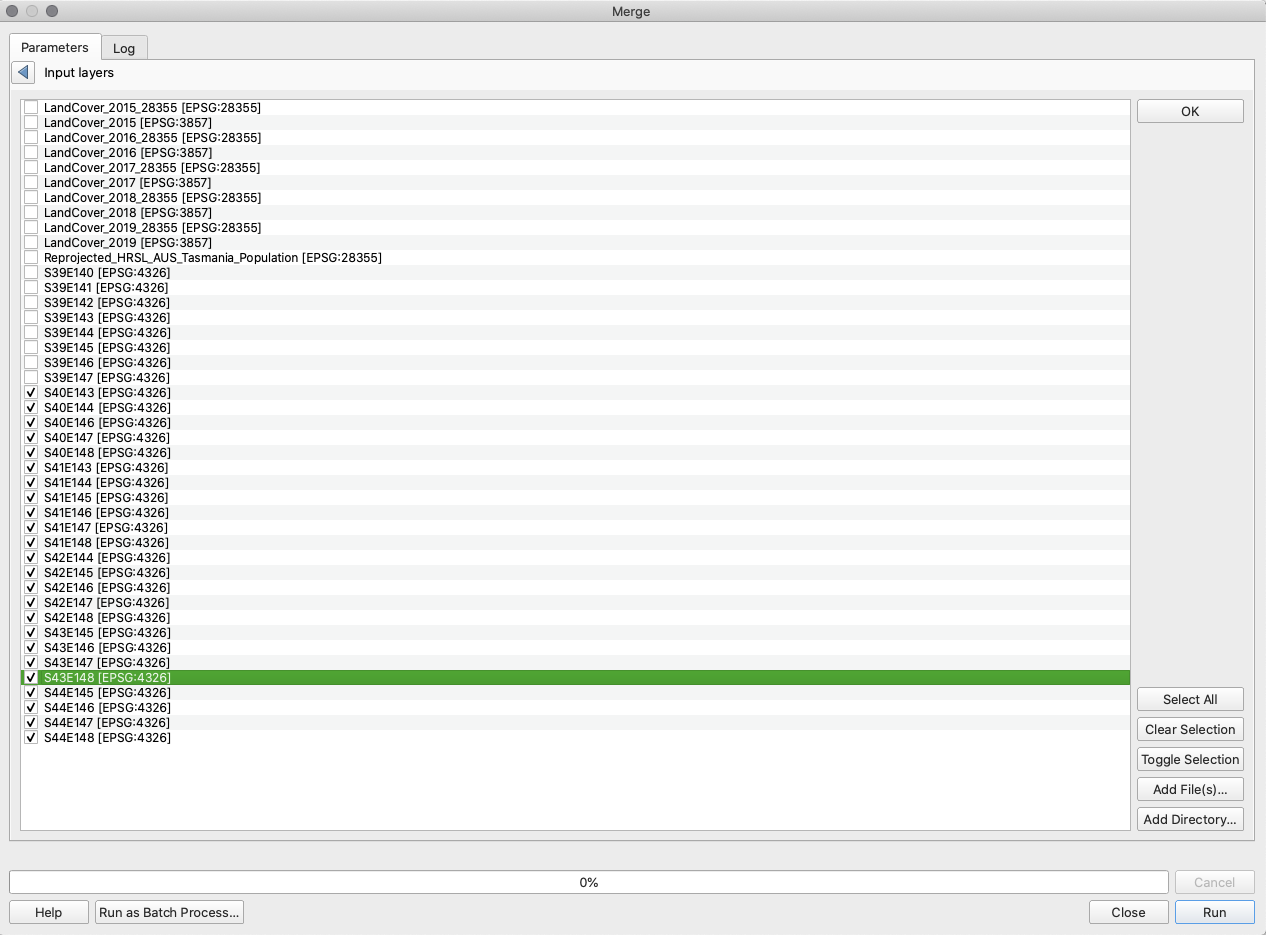 Merge
Parameters
Log
Input layers
LandCover_2015_28355 [EPSG:28355]
LandCover_2015 [EPSG:3857]
LandCover_2016_28355 [EPSG:28355]
LandCover_2016 [EPSG:3857]
LandCover_2017_28355 [EPSG:28355]
LandCover_2017 [EPSG:3857]
LandCover_2018_28355 [EPSG:28355]
LandCover_2018 [EPSG:3857]
LandCover_2019_28355 [EPSG:28355]
LandCover_2019 [EPSG:3857]
Reprojected_HRSL_AUS_Tasmania_Population [EPSG:28355]
S39E140 [EPSG:4326]
S39E141 [EPSG:4326]
S39E142 [EPSG:4326]
S39E143 [EPSG:4326]
S39E144 [EPSG:4326]
S39E145 [EPSG:4326]
S39E146 [EPSG:4326]
S39E147 [EPSG:4326]
S40E143 [EPSG:4326]
S40E144 [EPSG:4326]
S40E146 [EPSG:4326]
S40E147 [EPSG:4326]
S40E148 [EPSG:4326]
S41E143 [EPSG:4326]
S41E144 [EPSG:4326]
S41E145 [EPSG:4326]
S41E146 [EPSG:4326]
S41E147 [EPSG:4326]
S41E148 [EPSG:4326]
S42E144 [EPSG:4326]
S42E145 [EPSG:4326]
S42E146 [EPSG:4326]
S42E147 [EPSG:4326]
S42E148 [EPSG:4326]
S43E145 [EPSG:4326]
S43E146 [EPSG:4326]
S43E147 [EPSG:4326]
S43E148 [EPSG:4326]
S44E145 [EPSG:4326]
S44E146 [EPSG:4326]
S44E147 [EPSG:4326]
S44E148 [EPSG:4326]
OK
Select All
Clear Selection
Toggle Selection
Add File(s)...
Add Directory...
0%
Cancel
Help
Run as Batch Process...
Close
Run